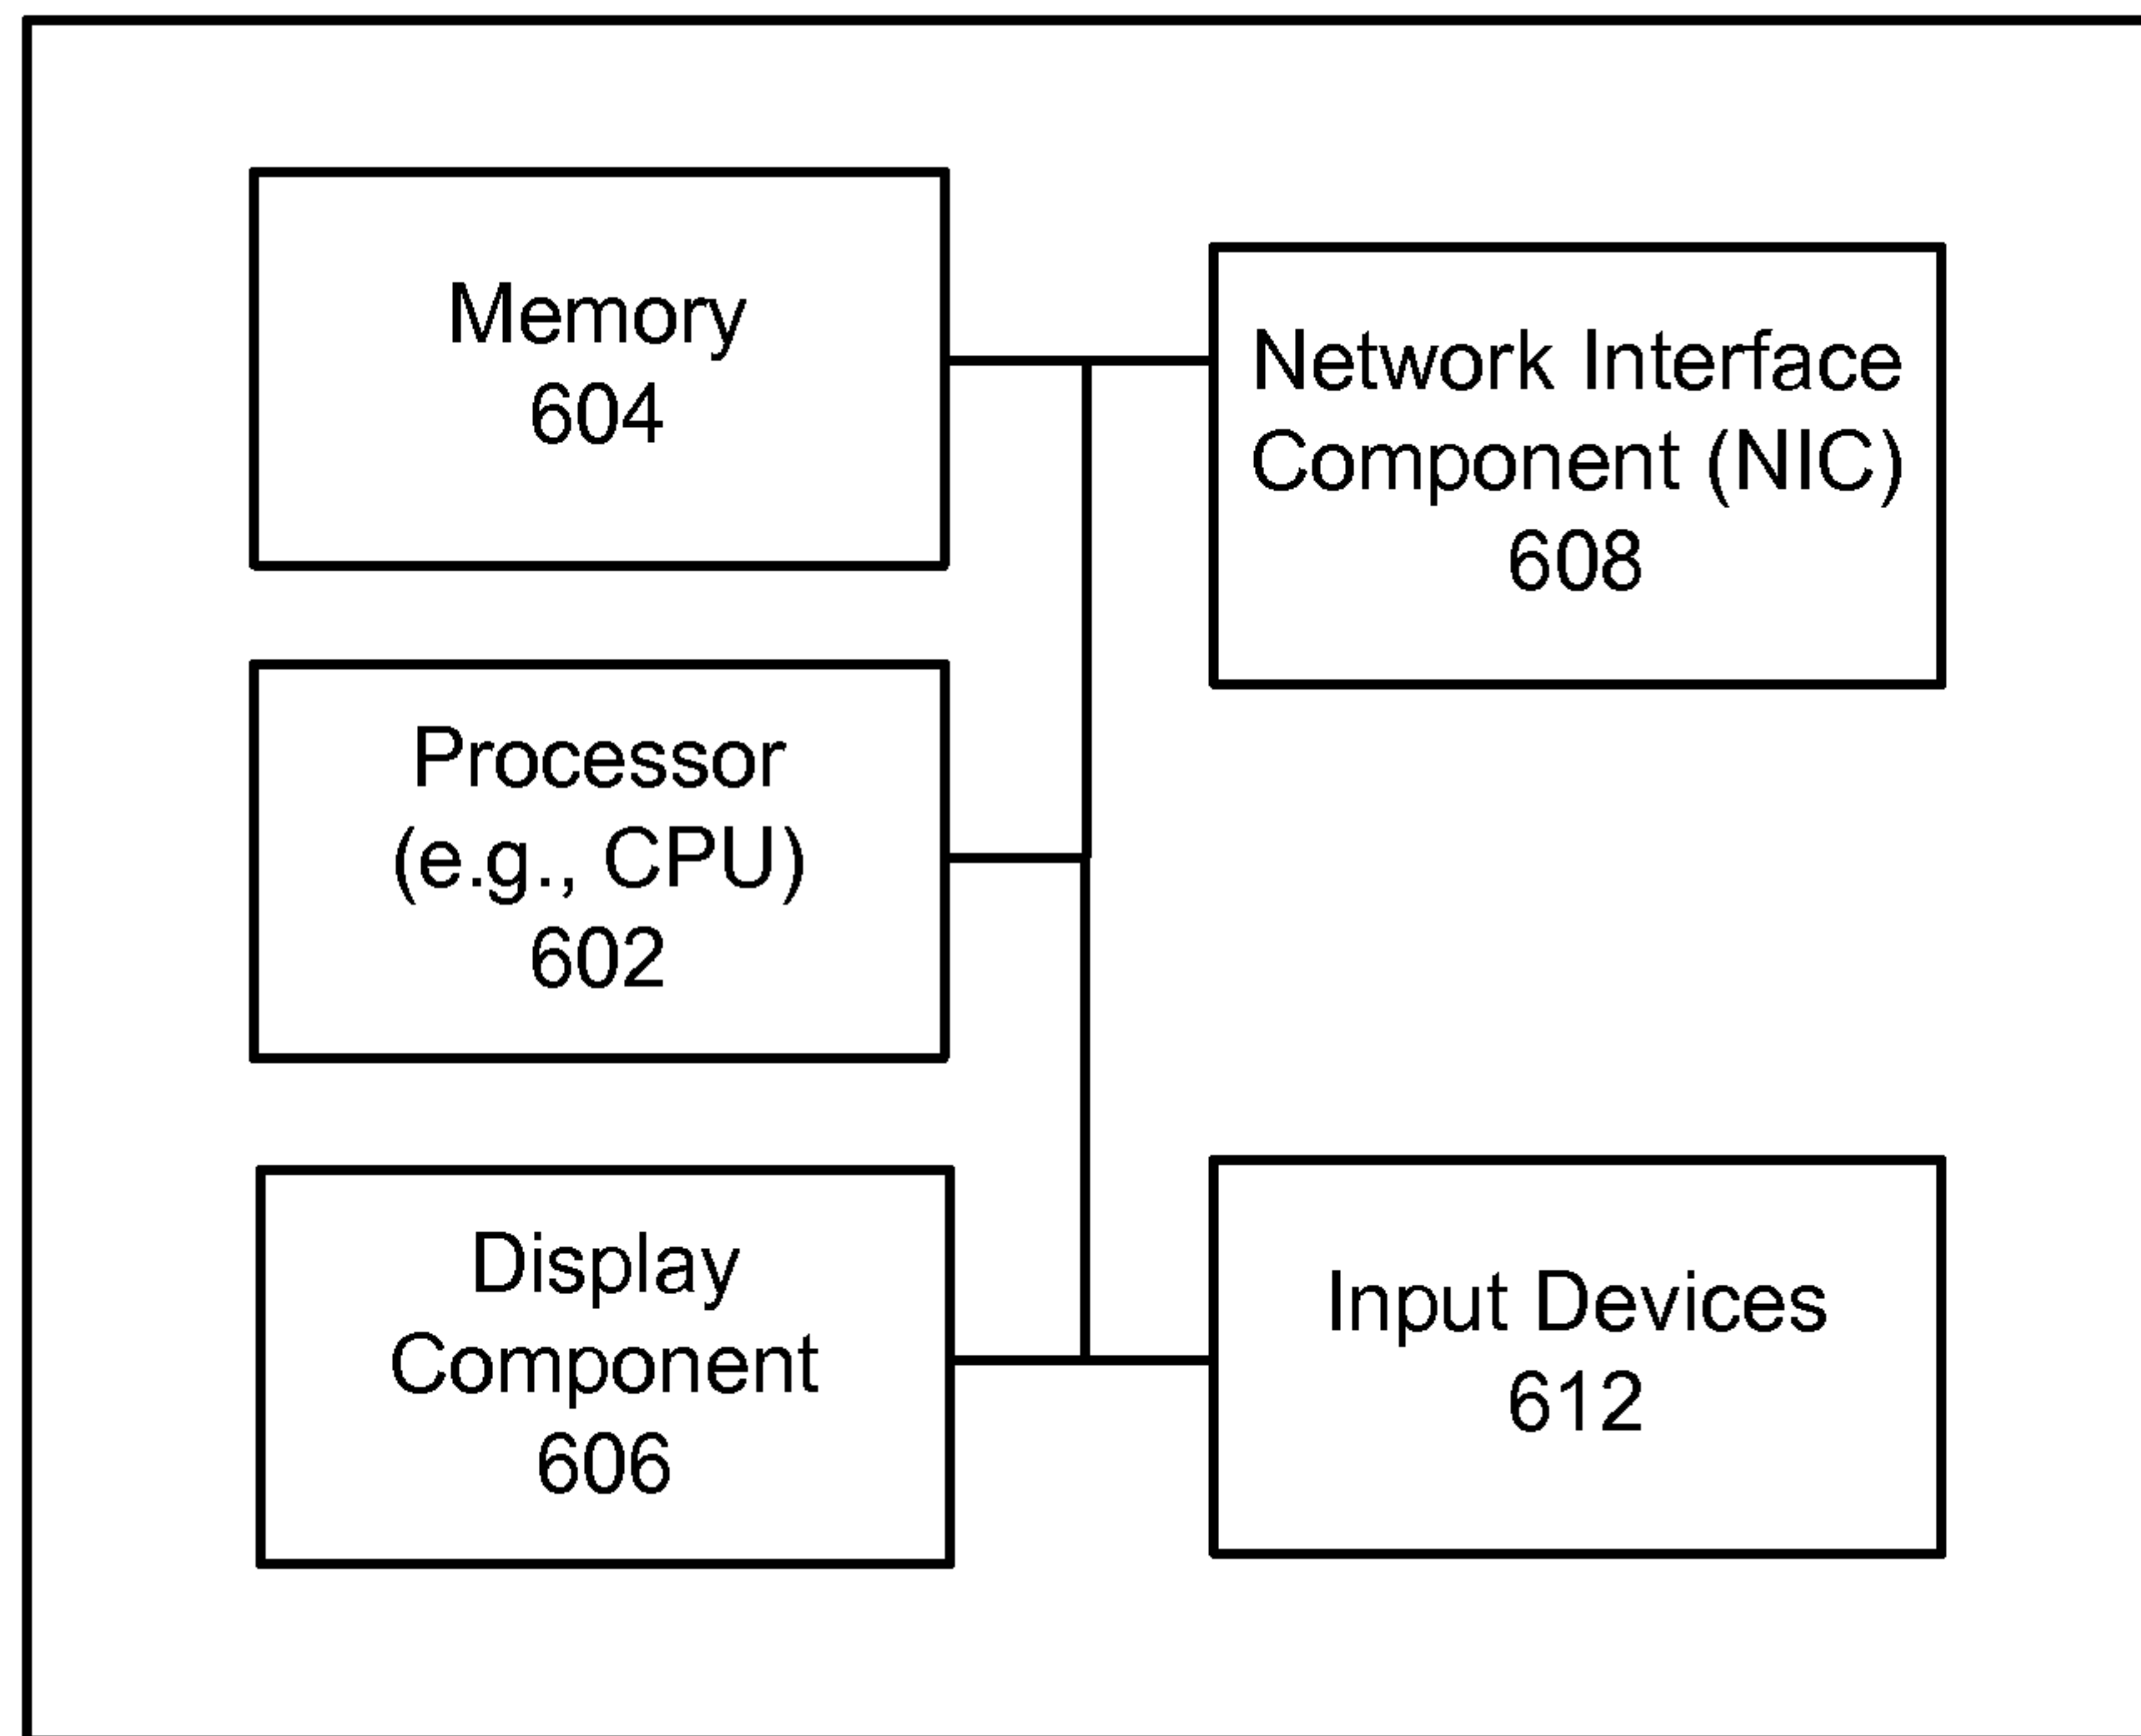 Memory
604
Network Interface
Component (NIC)
608
Processor
(e.g., CPU)
602
Display
Component
606
Input Devices
612